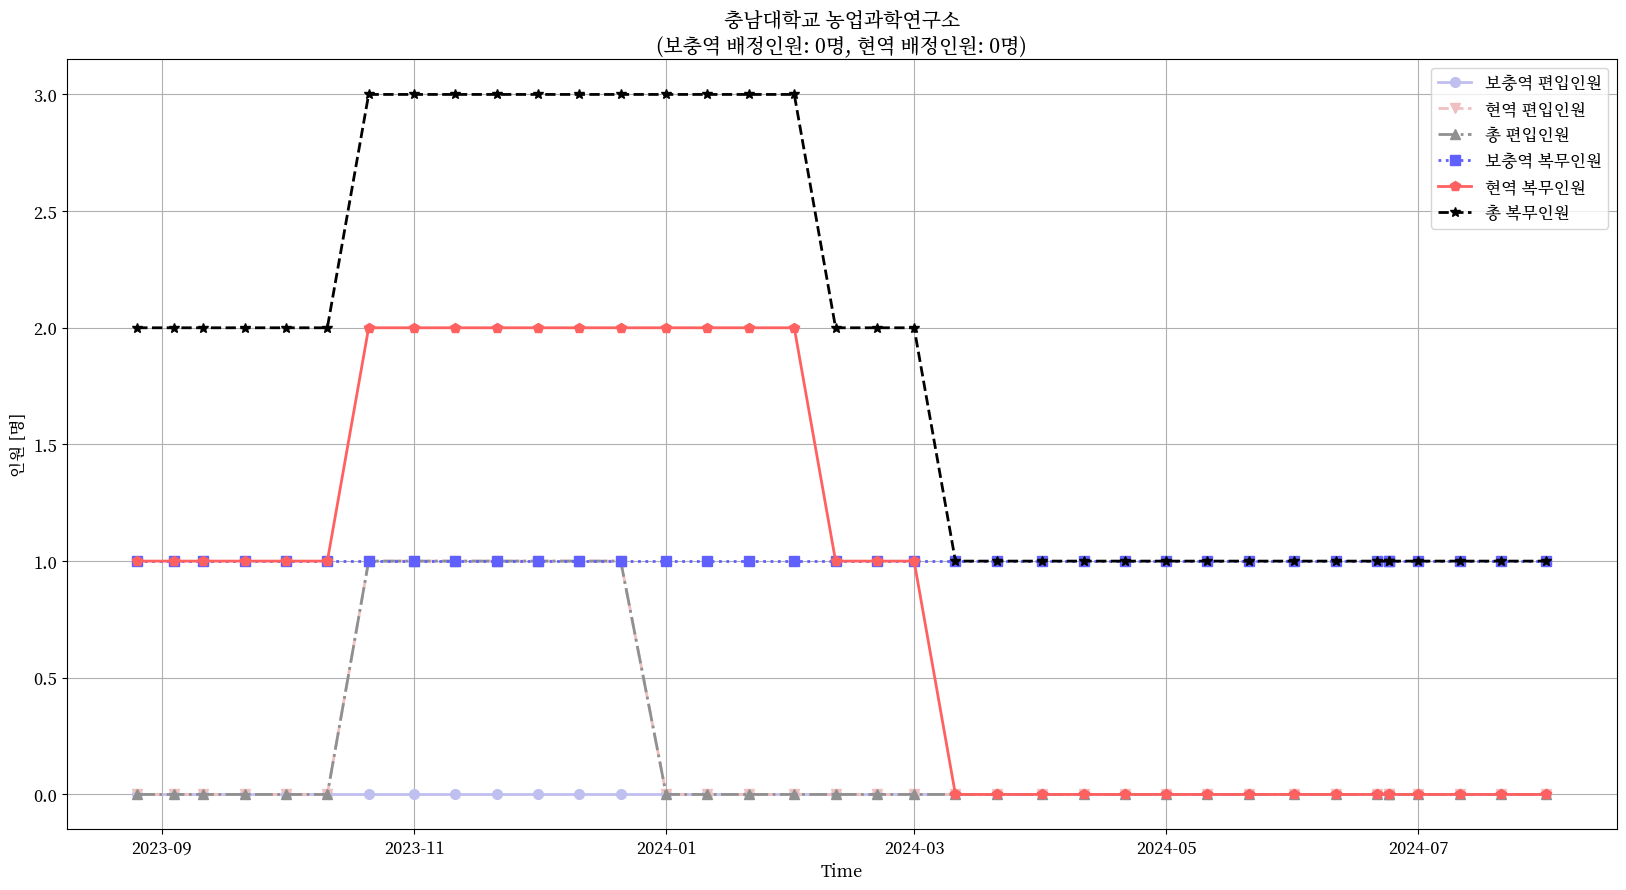 충남대학교 농업과학연구소
(보충역 배정인원: 0명, 현역 배정인원: 0명)
보충역 편입인원
현역 편입인원
총 편입인원
보충역 복무인원
현역 복무인원
총 복무인원
인원 [명]
3.0
2.5
2.0
1.5
1.0
0.5
0.0
2023-09
2023-11
2024-01
2024-03
2024-05
2024-07
Time